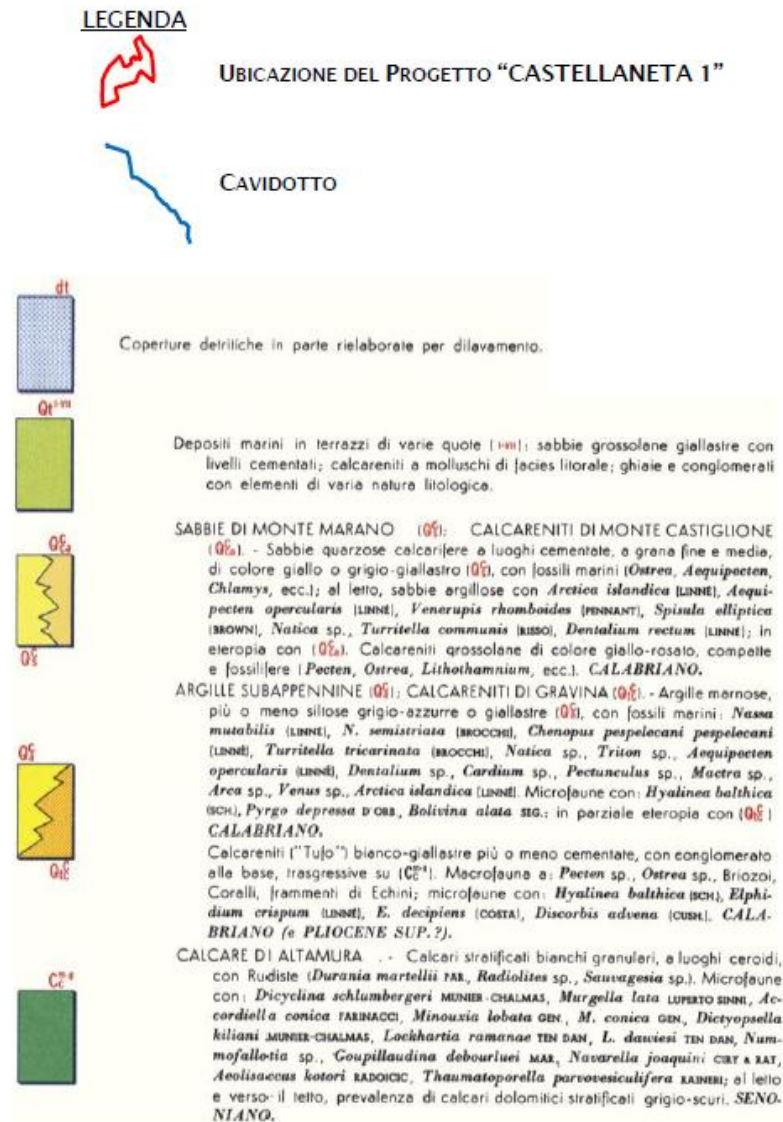 LEGENDA
UBICAZIONE DEL PROGETTO “CASTELLANETA 1”
CAVIDOTTO
dt
Coperture detritiche in parte rielaborate per dilavamento.
Qt I-VII
Depositi marini in terrazzi di varie quote (I-VII): sabbie grossolane giallastre con
livelli cementati; calcareniti a molluschi di facies litorale; ghiaie e conglomerati
con elementi di varia natura litologica.
SABBIE DI MONTE MARANO (Qcs); CALCARENITI DI MONTE CASTIGLIONE
(Qcca). - Sabbie quarzose calcarifere a luoghi cementate, a grana fine e media,
di colore giallo o grigio-giallastro (Qcs), con fossili marini (Ostrea, Aequipecten,
Chlamys, ecc.); al letto, sabbie argillose con Arctica islandica (LINNÉ), Aequi-
pecten opercularis (LINNÉ), Venerupis rhomboides (PENNANT), Spisula elliptica
(BROWN), Natica sp., Turritella communis (RISSO), Dentalium rectum (LINNÉ); in
eteropia con (Qcca). Calcareniti grossolane di colore giallo-rosato, compatte
e fossilifere (Pecten, Ostrea, Lithothamnium, ecc.). CALABRIANO.
ARGILLE SUBAPPENNINE (); CALCARENITI DI GRAVINA (). - Argille marnose,
più o meno siltose grigio-azzurre o giallastre (), con fossili marini: Nassa
mutabilis (LINNÉ), N. semistriata (BROCCHI), Chenopus pespelecani pespelecani
(LINNÉ), Turritella tricarinata (BROCCHI), Natica sp., Triton sp., Aequipecten
opercularis (LINNÉ), Dentalium sp., Cardium sp., Pectunculus sp., Mactra sp.,
Arca sp., Venus sp., Arctica islandica (LINNÉ). Microfaune con: Hyalinea balthica
(SCH.), Pyrgo depressa D'ORB., Bolivina alata SEG.; in parziale eteropia con ()
CALABRIANO.
Calcareniti ("Tufo") bianco-giallastre più o meno cementate, con conglomerato
alla base, trasgressive su (). Macrofauna a: Pecten sp., Ostrea sp., Briozoi,
Coralli, frammenti di Echini; microfaune con: Hyalinea balthica (SCH.), Elphi-
dium crispum (LINNÉ), E. decipiens (COSTA), Discorbis advena (CUSH.). CALA-
BRIANO (e PLIOCENE SUP.?).
CALCARE DI ALTAMURA . - Calcari stratificati bianchi granulari, a luoghi ceroidi,
con Rudiste (Durania martellii PAR., Radiolites sp., Sauvagesia sp.). Microfaune
con: Dicyclina schlumbergeri MUNIER-CHALMAS, Murgella lata LUPERTO SINNI, Ac-
cordiella conica FARINACCI, Minouxia lobata GEN., M. conica GEN., Dictyopsella
kiliani MUNIER-CHALMAS, Lockhartia ramanae TEN DAN, L. dawiesi TEN DAN, Num-
mofallotia sp., Goupillaudina debourluei MAR, Navarella joaquini CIRY & RAT,
Aeolisaccus kotori RADOICIC, Thaumatoporella parvovesiculifera RAINERI; al letto
e verso il tetto, prevalenza di calcari dolomitici stratificati grigio-scuri. SENO-
NIANO.